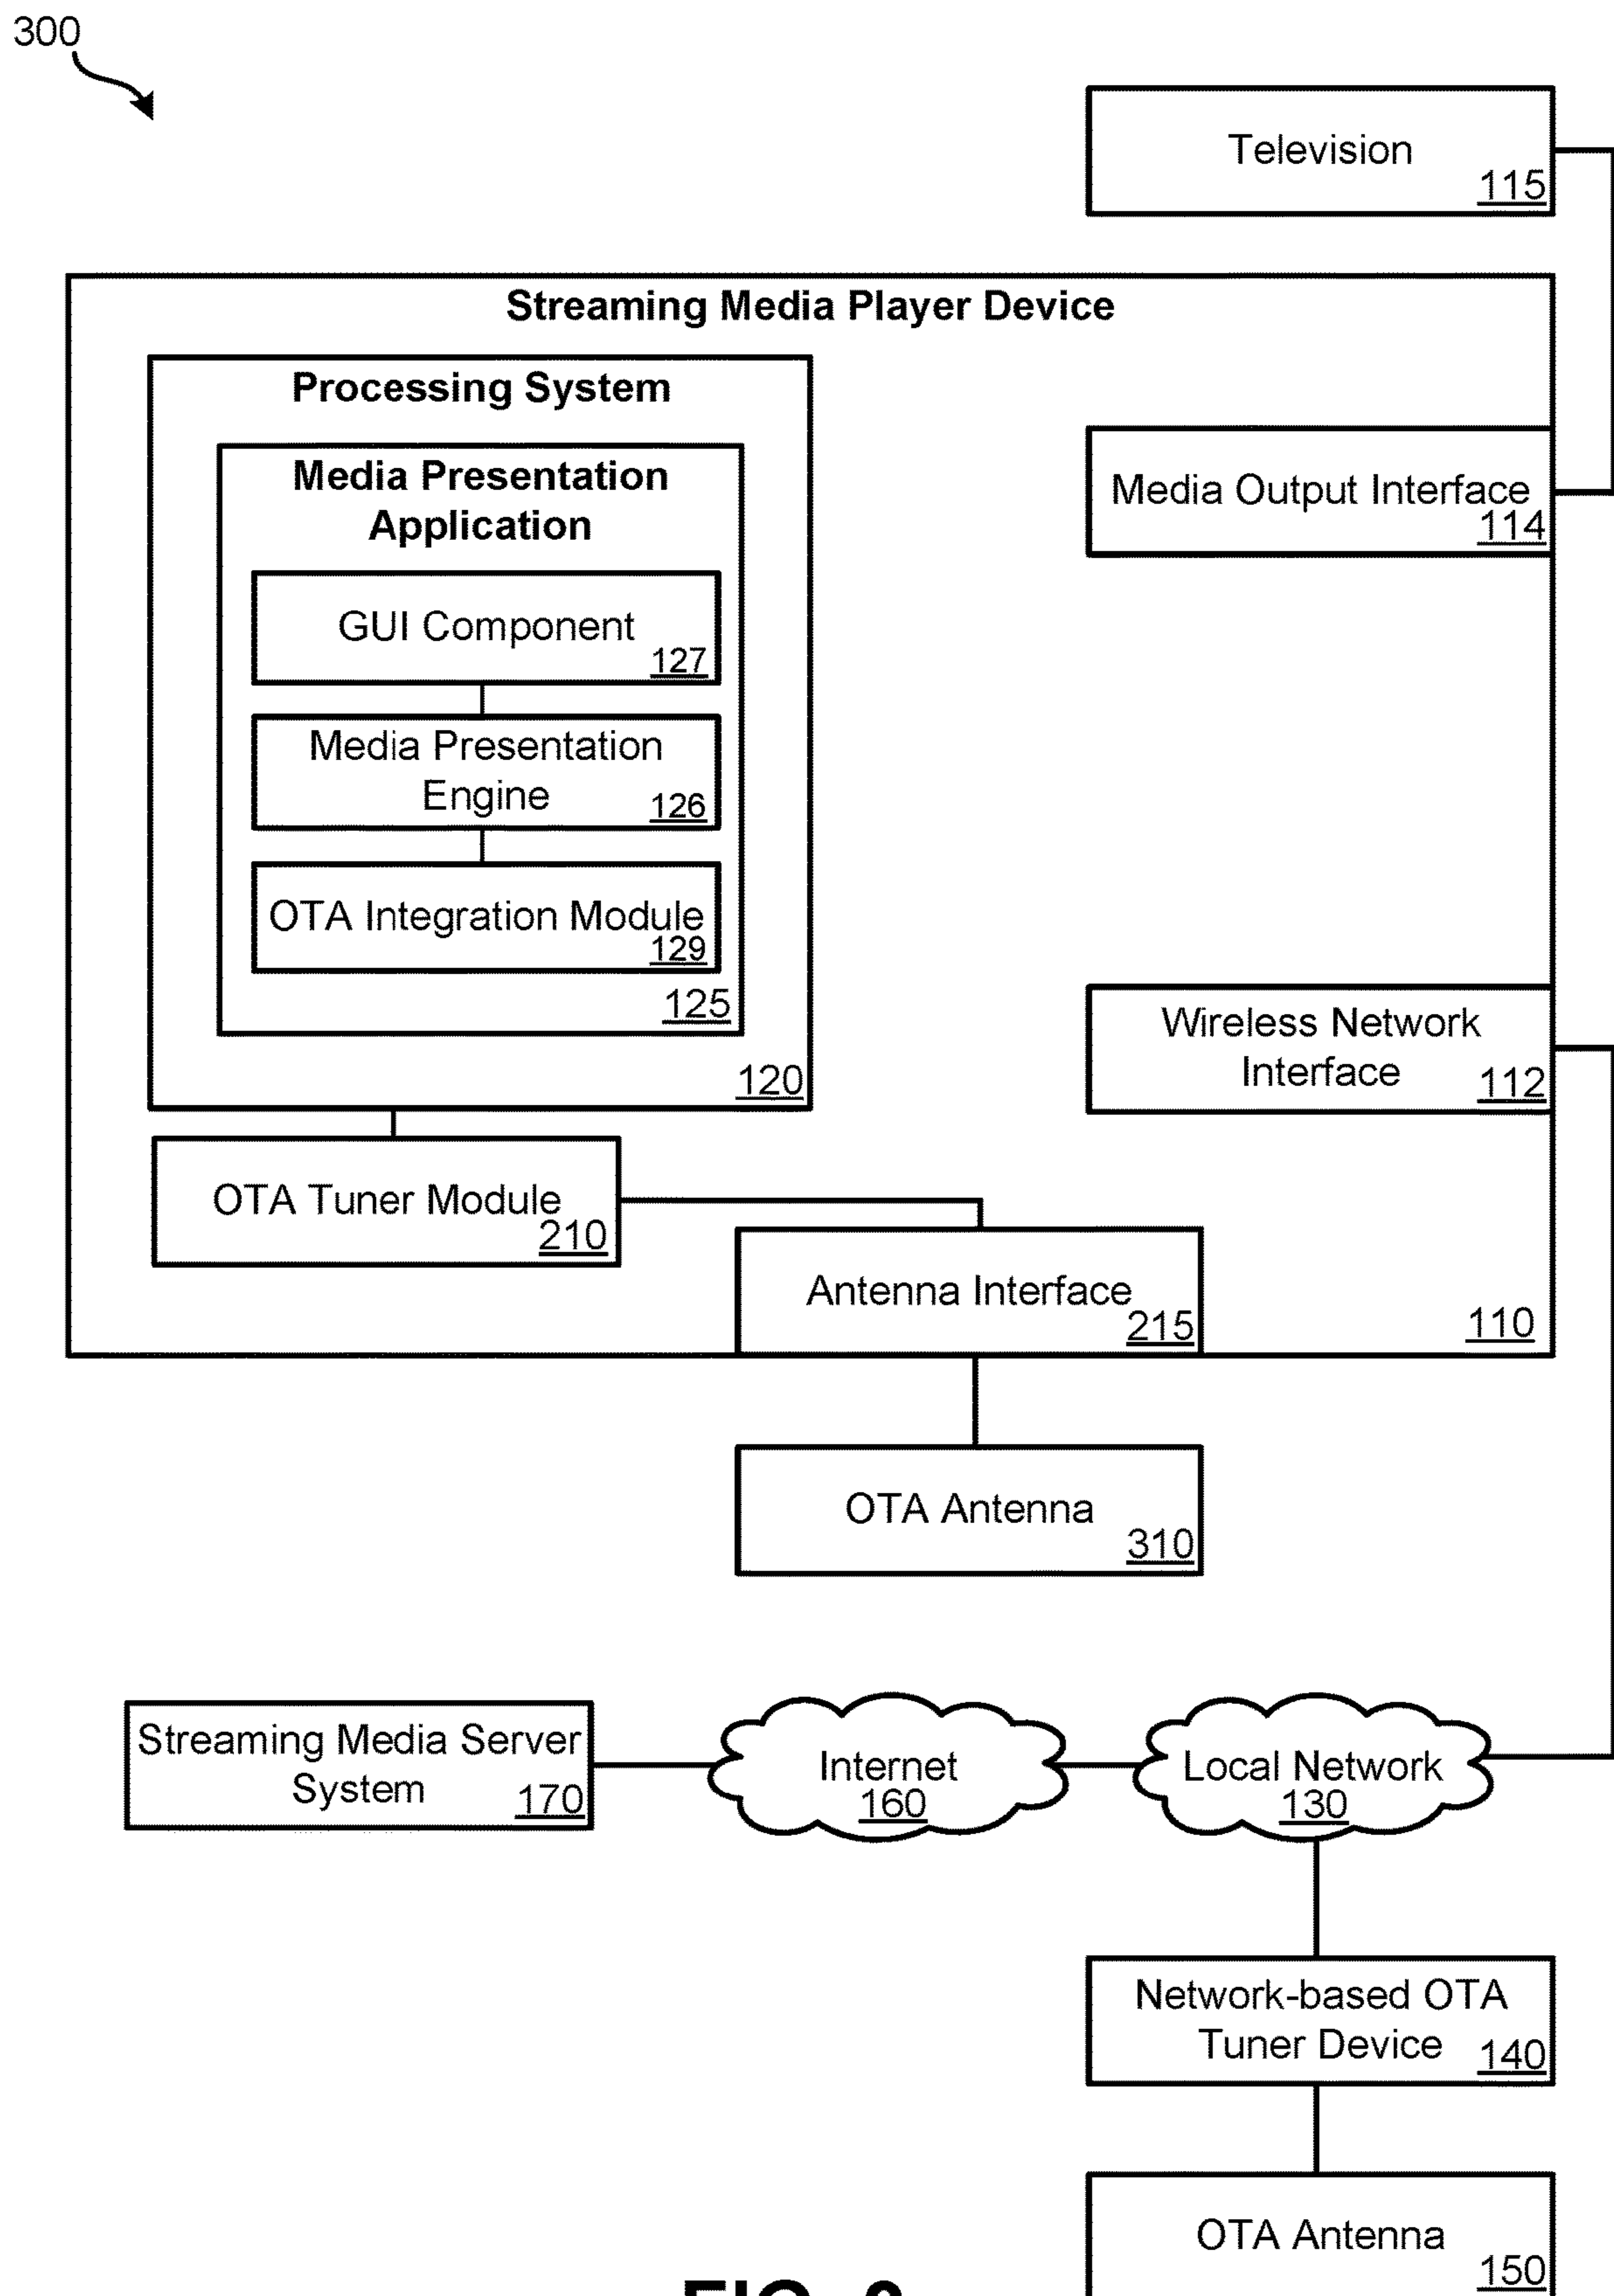 300
Television
115
Streaming Media Player Device
Processing System
Media Presentation
Application
GUI Component
127
Media Presentation
Engine
126
OTA Integration Module
129
125
120
Media Output Interface
114
Wireless Network
Interface
112
OTA Tuner Module
210
Antenna Interface
215
110
OTA Antenna
310
Streaming Media Server
System
170
Internet
160
Local Network
130
Network-based OTA
Tuner Device
140
OTA Antenna
150
FIG.